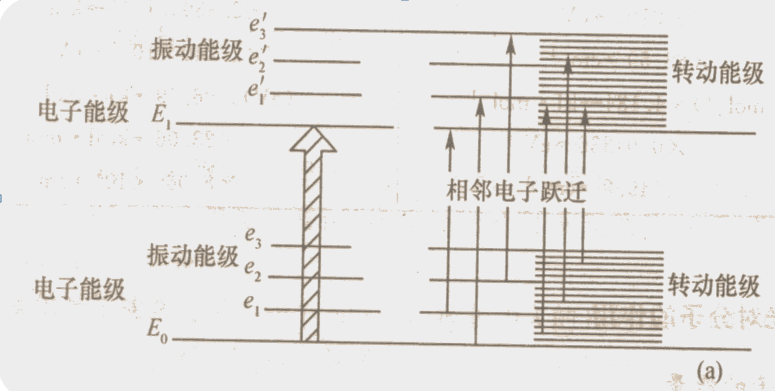 e′₃
振动能级 e′₂
e′₁
转动能级
电子能级 E₁
相邻电子跃迁
e₃
振动能级 e₂
转动能级
电子能级
e₁
E₀
(a)